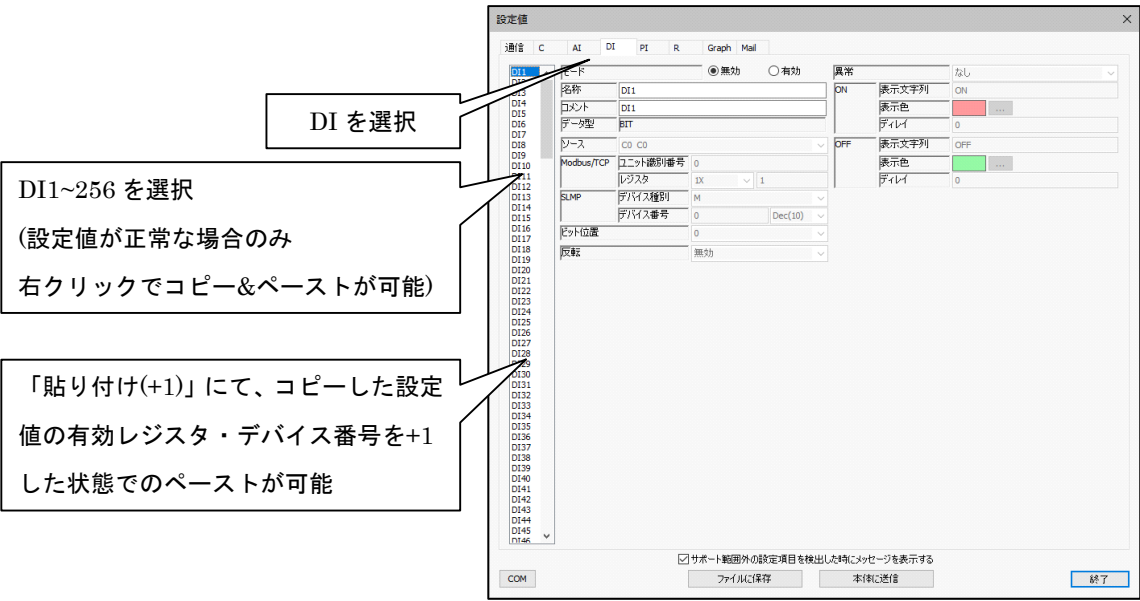 設定値
通信 C AI DI PI R Graph Mail
DI を選択
DI1~256 を選択
(設定値が正常な場合のみ
右クリックでコピー&ペーストが可能)
「貼り付け(+1)」にて、コピーした設定
値の有効レジスタ・デバイス番号を+1
した状態でのペーストが可能
DI1
DI3
DI4
DI5
DI6
DI7
DI8
DI9
DI10
DI11
DI12
DI13
DI14
DI15
DI16
DI17
DI18
DI19
DI20
DI21
DI22
DI23
DI24
DI25
DI26
DI27
DI28
DI29
DI30
DI31
DI32
DI33
DI34
DI35
DI36
DI37
DI38
DI39
DI40
DI41
DI42
DI43
DI44
DI45
DI46
モード 無効 有効
名称 DI1
コメント DI1
データ型 BIT
ソース C0 C0
Modbus/TCP ユニット識別番号 0
レジスタ 1X 1
SLMP デバイス種別 M
デバイス番号 0 Dec(10)
ビット位置 0
反転 無効
異常 なし
ON 表示文字列 ON
表示色 ...
ディレイ 0
OFF 表示文字列 OFF
表示色 ...
ディレイ 0
サポート範囲外の設定項目を検出した時にメッセージを表示する
COM ファイルに保存 本体に送信 終了